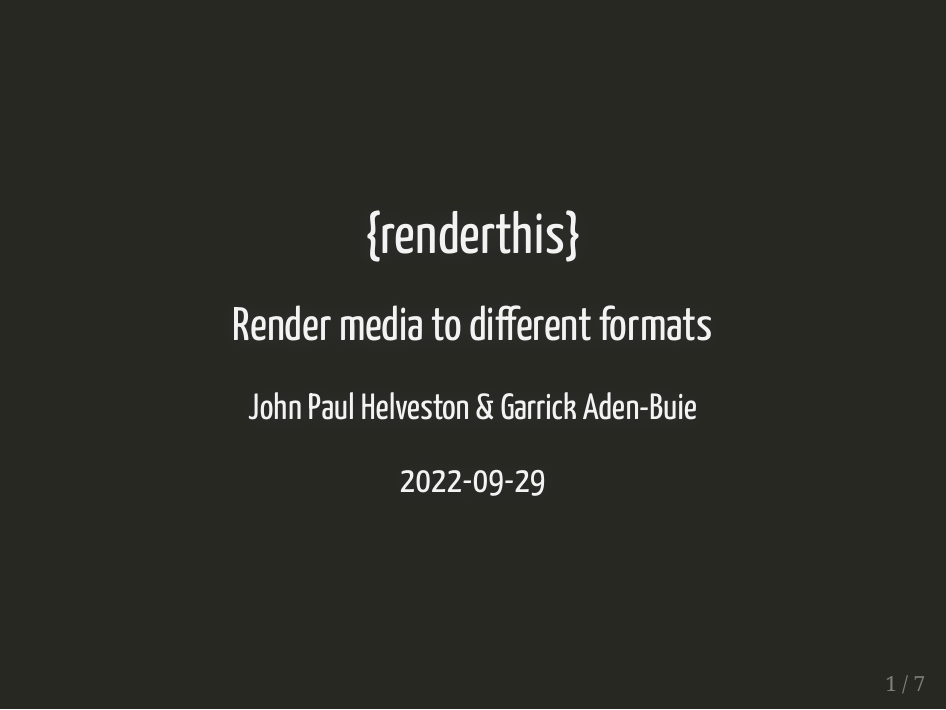 {renderthis}
Render media to different formats
John Paul Helveston & Garrick Aden-Buie
2022-09-29
1 / 7